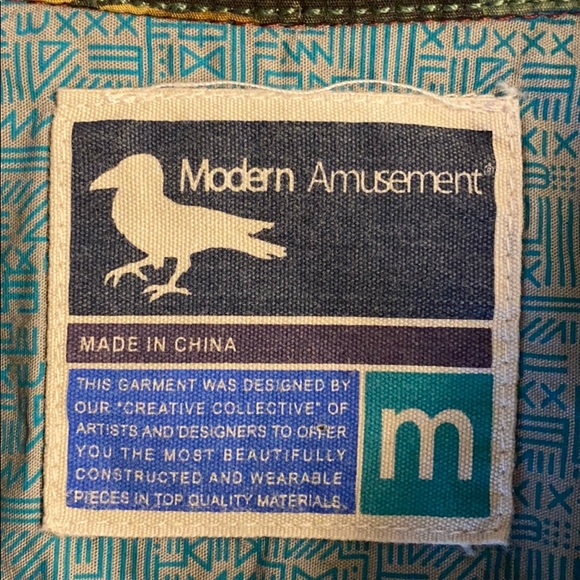 Modern Amusement
MADE IN CHINA
THIS GARMENT WAS DESIGNED BY
OUR "CREATIVE COLLECTIVE" OF
ARTISTS AND DESIGNERS TO OFFER
YOU THE MOST BEAUTIFULLY
CONSTRUCTED AND WEARABLE
PIECES IN TOP QUALITY MATERIALS
m